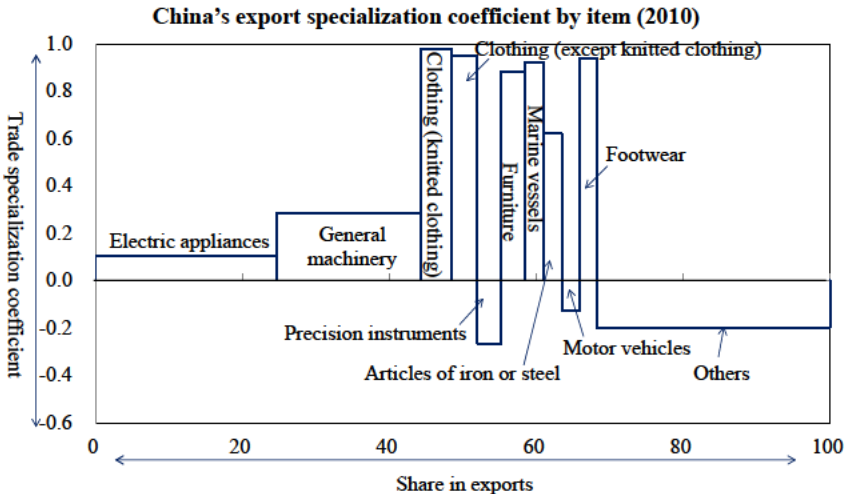 China's export specialization coefficient by item (2010)
1.0
0.8
0.6
0.4
0.2
0.0
-0.2
-0.4
-0.6
Trade specialization coefficient
Electric appliances
General
machinery
Clothing (knitted clothing)
Clothing (except knitted clothing)
Precision instruments
Furniture
Marine vessels
Articles of iron or steel
Motor vehicles
Footwear
Others
0
20
40
60
80
100
Share in exports